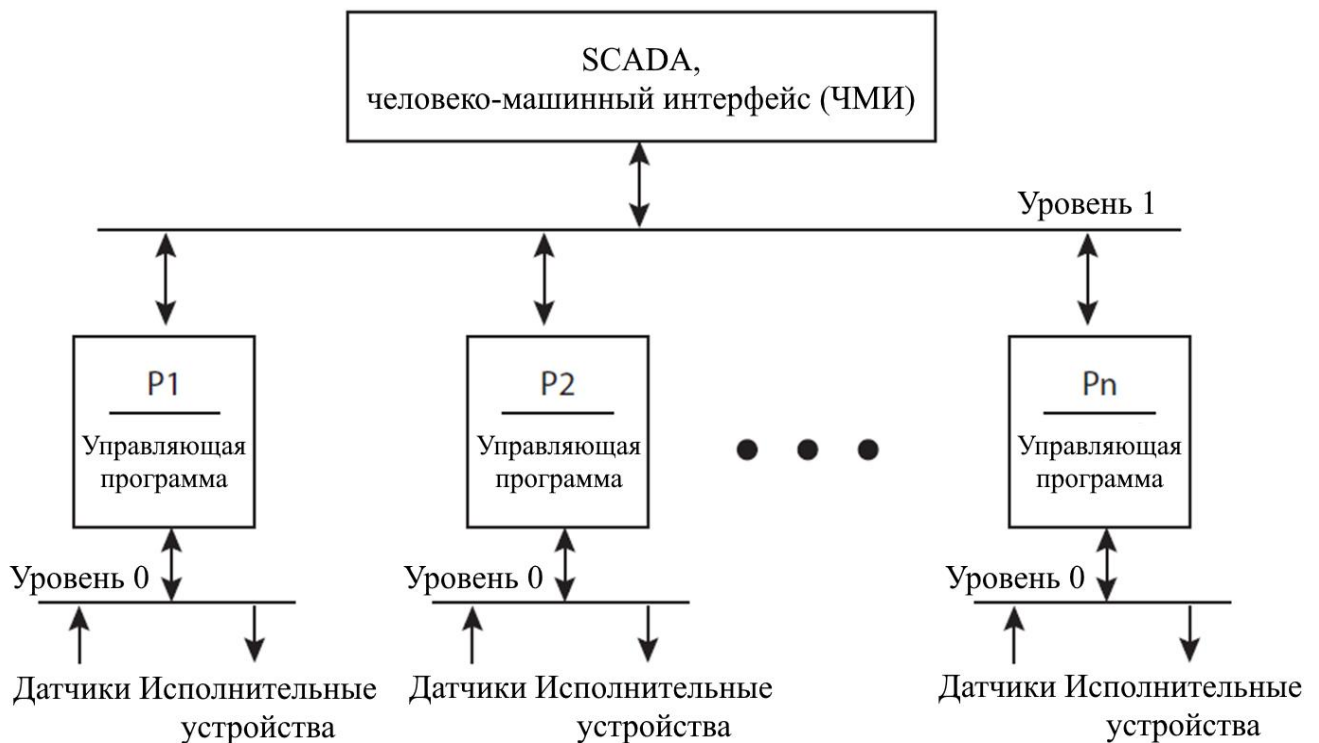 SCADA,
человеко-машинный интерфейс (ЧМИ)
Уровень 1
P1
Управляющая
программа
P2
Управляющая
программа
Pn
Управляющая
программа
Уровень 0
Уровень 0
Уровень 0
Датчики Исполнительные
устройства
Датчики Исполнительные
устройства
Датчики Исполнительные
устройства